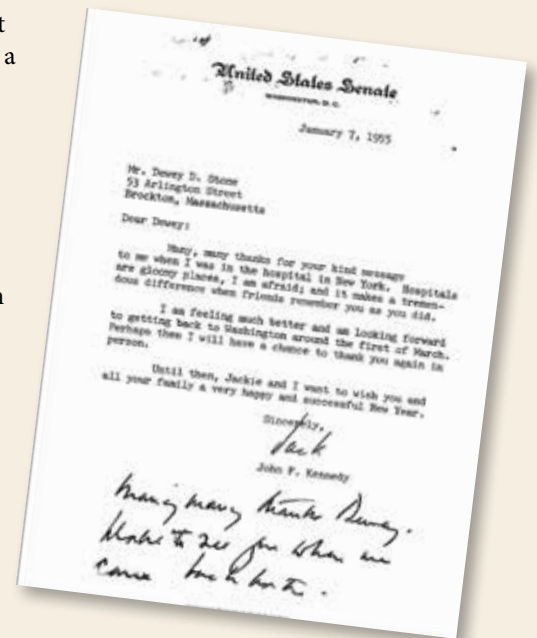 t
a
n
United States Senate
WASHINGTON, D.C.
January 7, 1955
Mr. Dewey D. Stone
53 Arlington Street
Brockton, Massachusetts
Dear Dewey:
Many, many thanks for your kind message
to me when I was in the hospital in New York. Hospitals
are gloomy places, I am afraid; and it makes a tremen-
dous difference when friends remember you as you did.
I am feeling much better and am looking forward
to getting back to Washington around the first of March.
Perhaps then I will have a chance to thank you again in
person.
Until then, Jackie and I want to wish you and
all your family a very happy and successful New Year.
Sincerely,
Jack
John F. Kennedy
Many many thanks Dewey.
to see you when we
come back